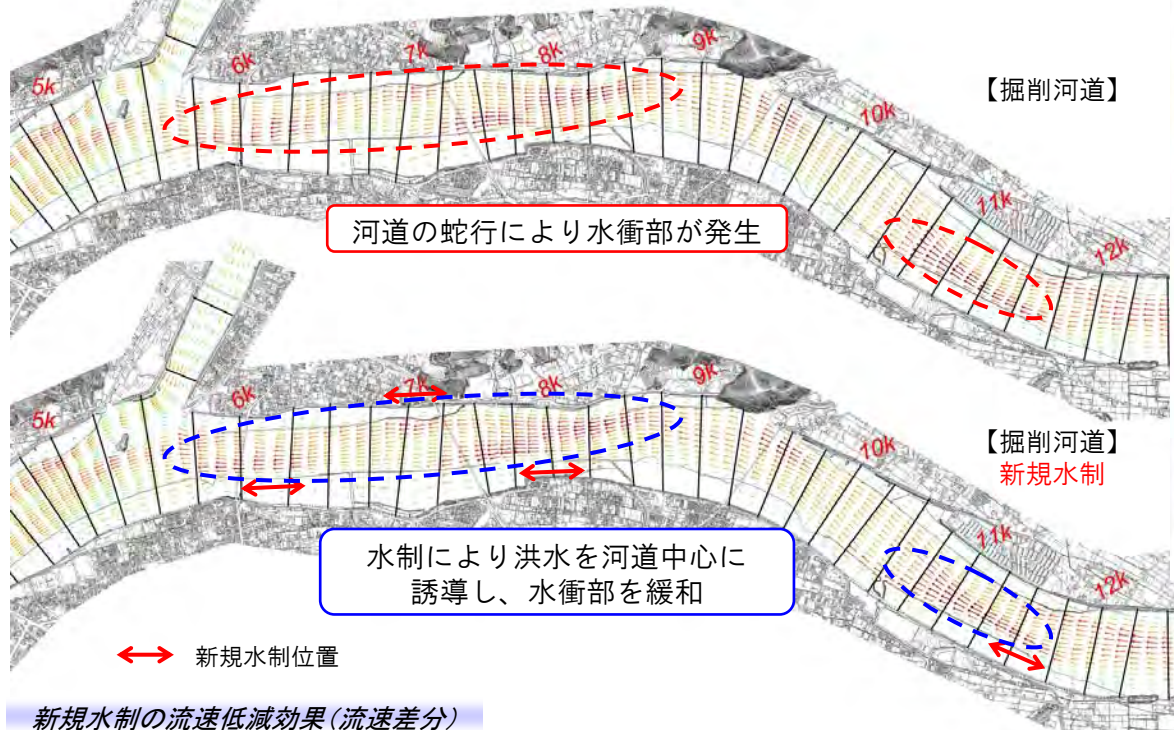 5k
6k
7k
8k
9k
10k
11k
12k
【掘削河道】
河道の蛇行により水衝部が発生
5k
6k
7k
8k
9k
10k
11k
12k
【掘削河道】
新規水制
水制により洪水を河道中心に
誘導し、水衝部を緩和
新規水制位置
新規水制の流速低減効果(流速差分)